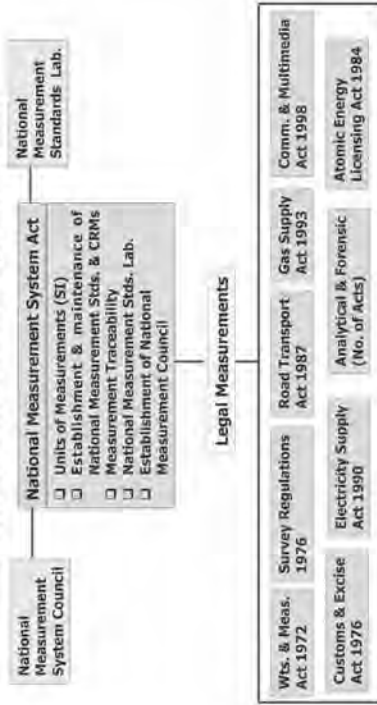 National
Measurement
System Council
National Measurement System Act
❑ Units of Measurements (SI)
❑ Establishment & maintenance of
National Measurement Stds. & CRMs
❑ Measurement Traceability
❑ National Measurement Stds. Lab.
❑ Establishment of National
Measurement Council
National
Measurement
Standards Lab.
Legal Measurements
Wts. & Meas.
Act 1972
Survey Regulations
1976
Road Transport
Act 1987
Gas Supply
Act 1993
Comm. & Multimedia
Act 1998
Customs & Excise
Act 1976
Electricity Supply
Act 1990
Analytical & Forensic
(No. of Acts)
Atomic Energy
Licensing Act 1984